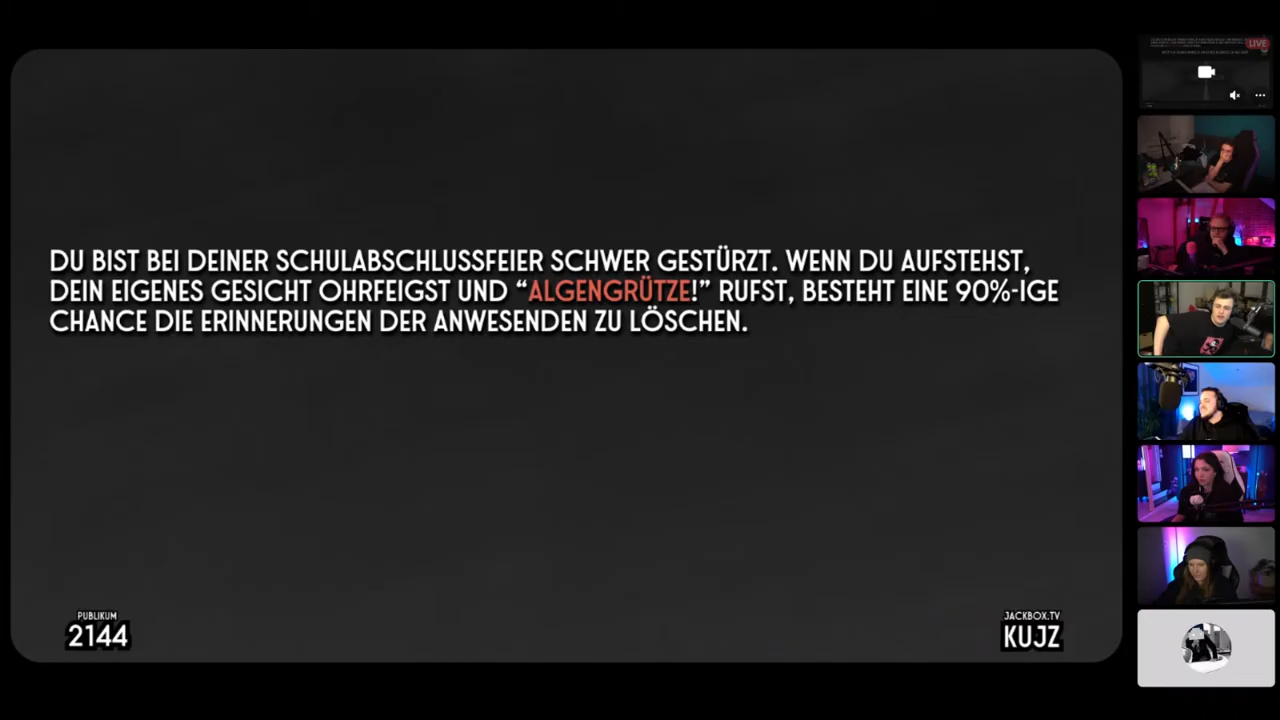 LIVE
DU BIST BEI DEINER SCHULABSCHLUSSFEIER SCHWER GESTÜRZT. WENN DU AUFSTEHST,
DEIN EIGENES GESICHT OHRFEIGST UND “ALGENGRÜTZE!” RUFST, BESTEHT EINE 90%-IGE
CHANCE DIE ERINNERUNGEN DER ANWESENDEN ZU LÖSCHEN.
PUBLIKUM
2144
JACKBOX.TV
KUJZ